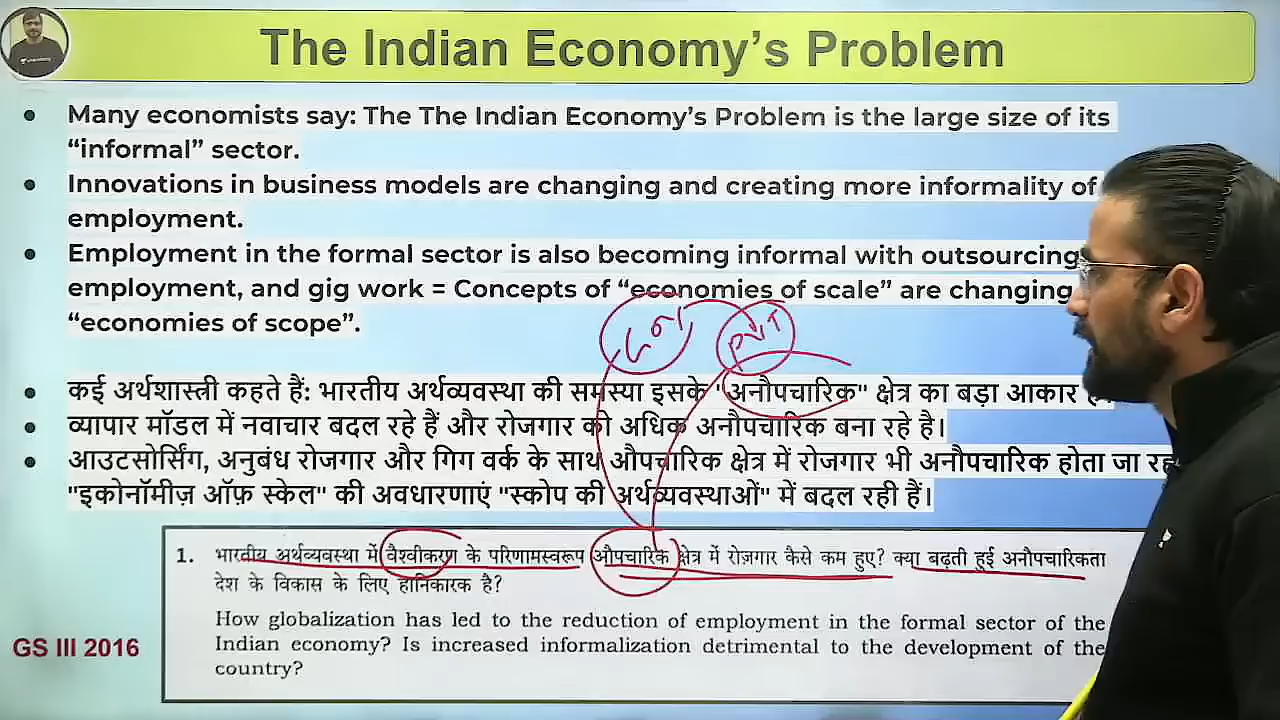 The Indian Economy’s Problem
• Many economists say: The The Indian Economy’s Problem is the large size of its
“informal” sector.
• Innovations in business models are changing and creating more informality of
employment.
• Employment in the formal sector is also becoming informal with outsourcing
employment, and gig work = Concepts of “economies of scale” are changing
“economies of scope”.
Gov PVT
• कई अर्थशास्त्री कहते हैं: भारतीय अर्थव्यवस्था की समस्या इसके "अनौपचारिक" क्षेत्र का बड़ा आकार
• व्यापार मॉडल में नवाचार बदल रहे हैं और रोजगार को अधिक अनौपचारिक बना रहे है।
• आउटसोर्सिंग, अनुबंध रोजगार और गिग वर्क के साथ औपचारिक क्षेत्र में रोजगार भी अनौपचारिक होता जा
"इकोनॉमीज़ ऑफ़ स्केल" की अवधारणाएं "स्कोप की अर्थव्यवस्थाओं" में बदल रही हैं।
1. भारतीय अर्थव्यवस्था में वैश्वीकरण के परिणामस्वरूप औपचारिक क्षेत्र में रोज़गार कैसे कम हुए? क्या बढ़ती हुई अनौपचारिकता
देश के विकास के लिए हानिकारक है?
How globalization has led to the reduction of employment in the formal sector of the
Indian economy? Is increased informalization detrimental to the development of the
country?
GS III 2016